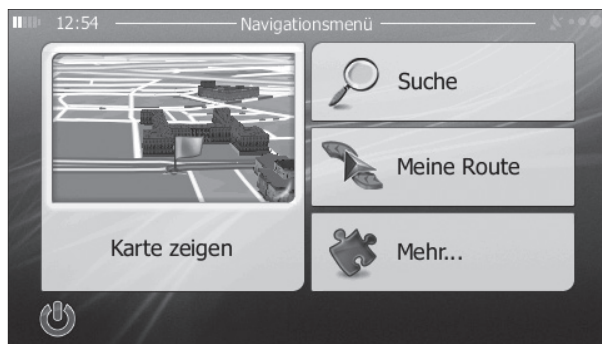 12:54
Navigationsmenü
Suche
Meine Route
Karte zeigen
Mehr...